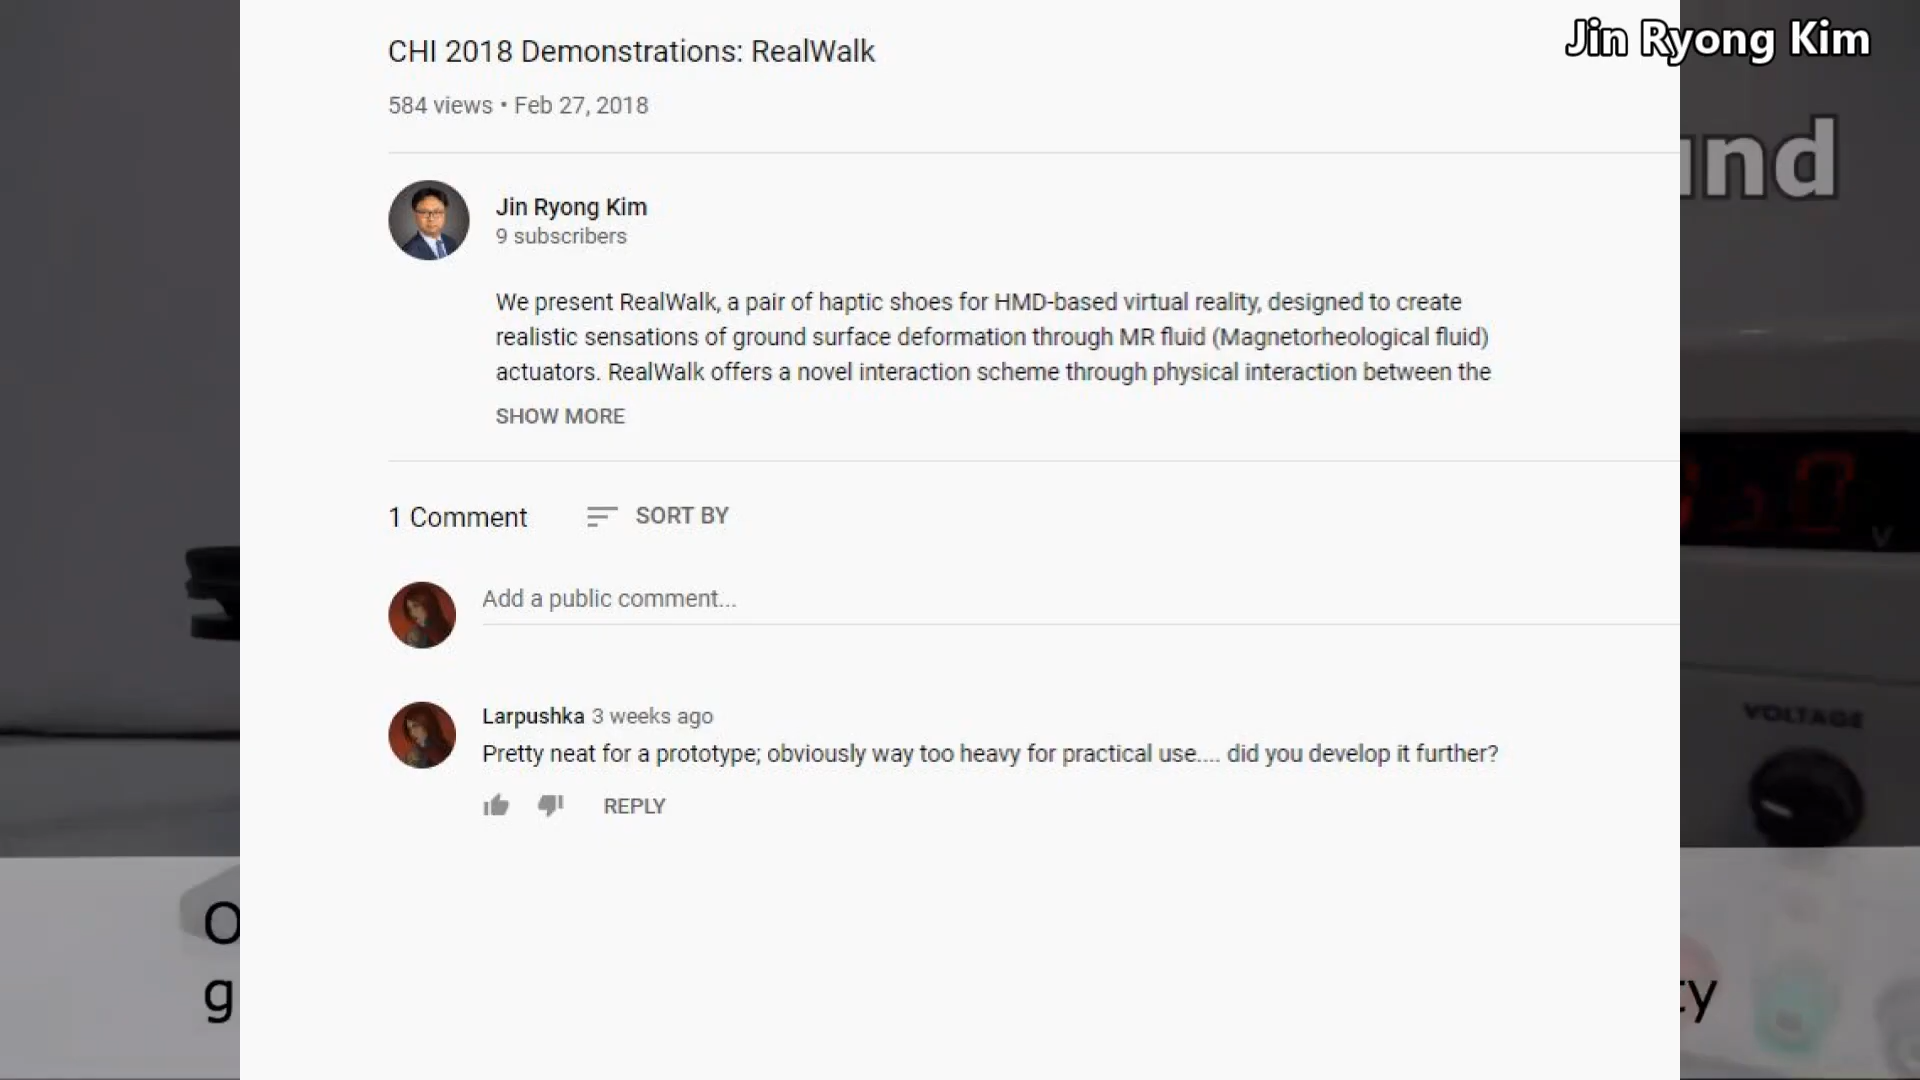 Jin Ryong Kim
CHI 2018 Demonstrations: RealWalk
584 views • Feb 27, 2018
Jin Ryong Kim
9 subscribers
We present RealWalk, a pair of haptic shoes for HMD-based virtual reality, designed to create
realistic sensations of ground surface deformation through MR fluid (Magnetorheological fluid)
actuators. RealWalk offers a novel interaction scheme through physical interaction between the
SHOW MORE
1 Comment
SORT BY
Add a public comment...
Larpushka 3 weeks ago
Pretty neat for a prototype; obviously way too heavy for practical use.... did you develop it further?
REPLY
VOLTAGE
V